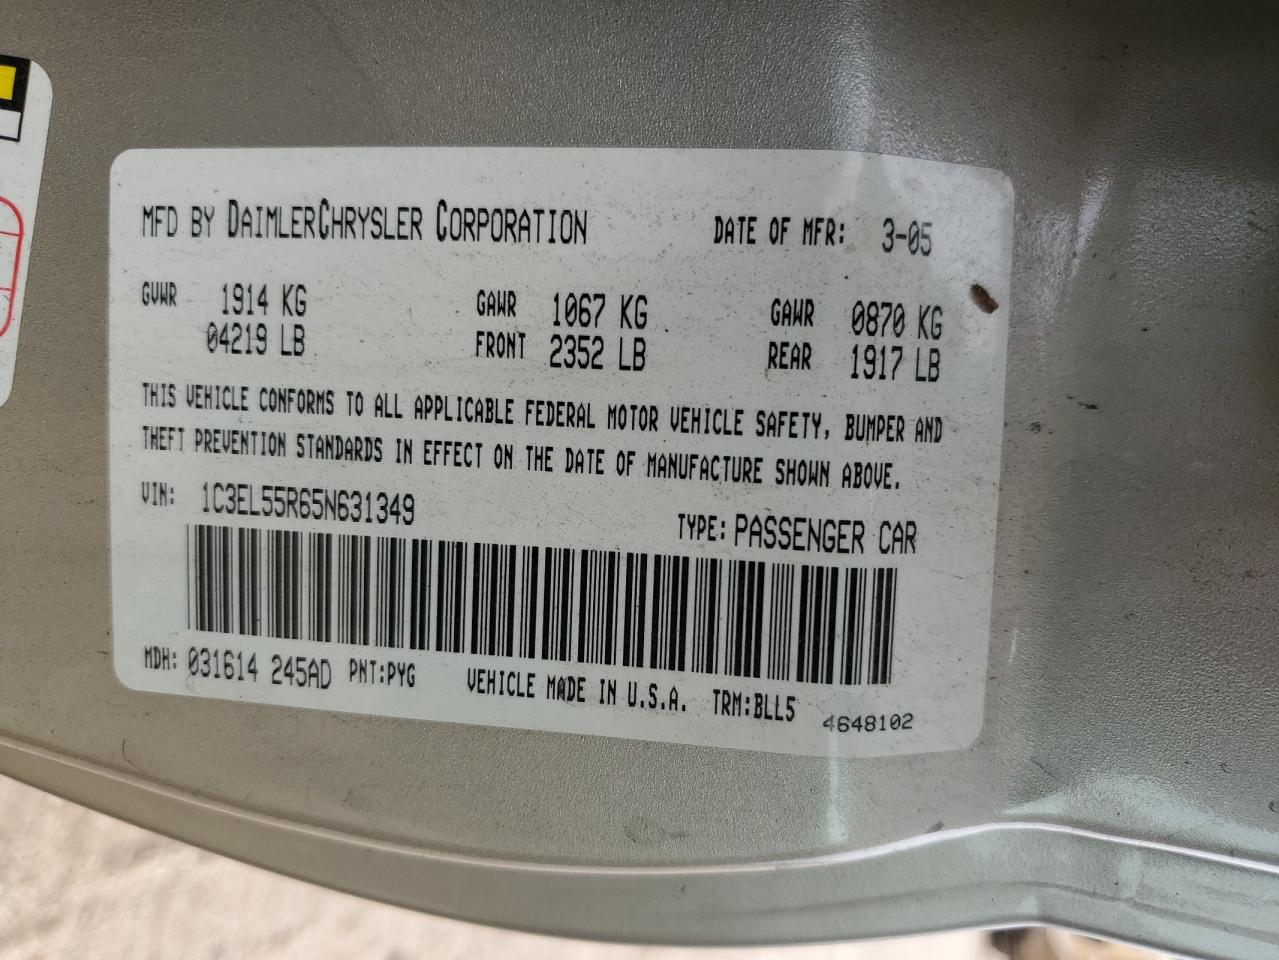 MFD BY DAIMLERCHRYSLER CORPORATION DATE OF MFR: 3-05
GVWR 1914 KG GAWR 1067 KG GAWR 0870 KG
04219 LB FRONT 2352 LB REAR 1917 LB
THIS VEHICLE CONFORMS TO ALL APPLICABLE FEDERAL MOTOR VEHICLE SAFETY, BUMPER AND
THEFT PREVENTION STANDARDS IN EFFECT ON THE DATE OF MANUFACTURE SHOWN ABOVE.
VIN: 1C3EL55R65N631349 TYPE: PASSENGER CAR
MDH: 031614 245AD PNT:PYG VEHICLE MADE IN U.S.A. TRM:BLL5 4648102